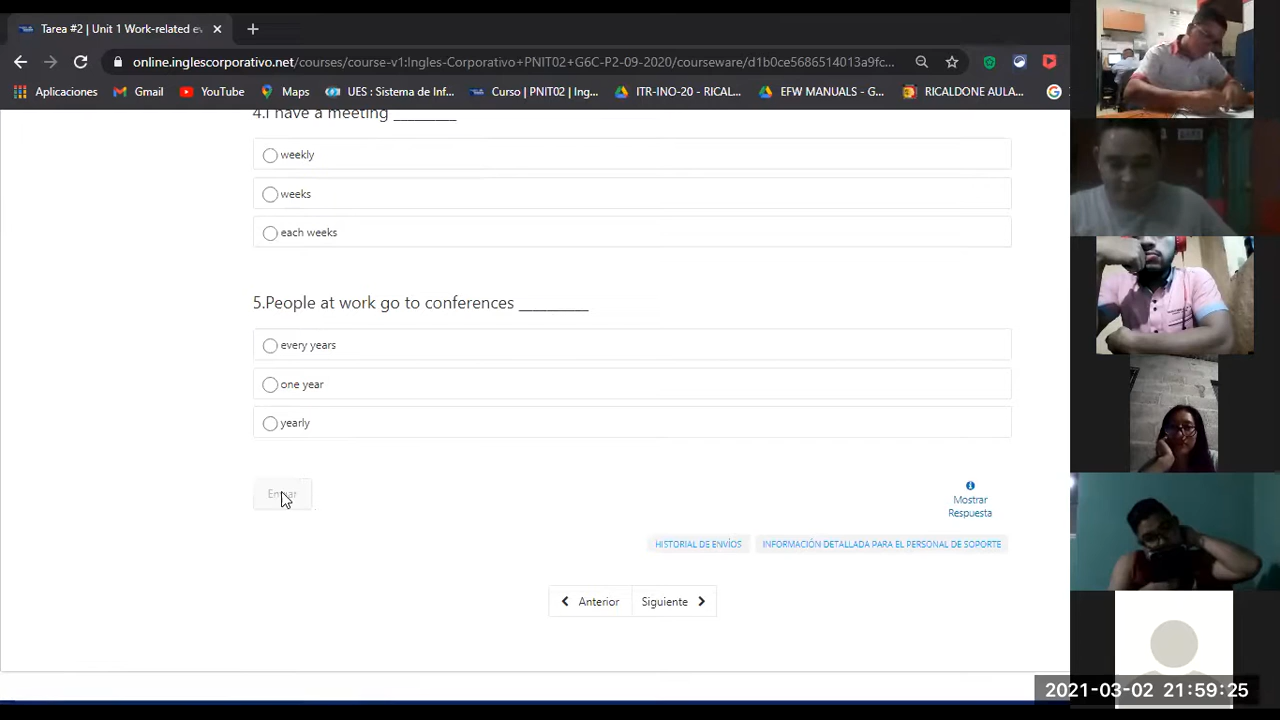 Tarea #2 | Unit 1 Work-related ev
online.inglescorporativo.net/courses/course-v1:Ingles-Corporativo+PNIT02+G6C-P2-09-2020/courseware/d1b0ce5686514013a9fc...
Aplicaciones Gmail YouTube Maps UES : Sistema de Inf... Curso | PNIT02 | Ing... ITR-INO-20 - RICAL... EFW MANUALS - G... RICALDONE AULA...
4.I have a meeting ________
weekly
weeks
each weeks
5.People at work go to conferences _________
every years
one year
yearly
Enviar
Mostrar
Respuesta
HISTORIAL DE ENVÍOS INFORMACIÓN DETALLADA PARA EL PERSONAL DE SOPORTE
Anterior Siguiente
2021-03-02 21:59:25